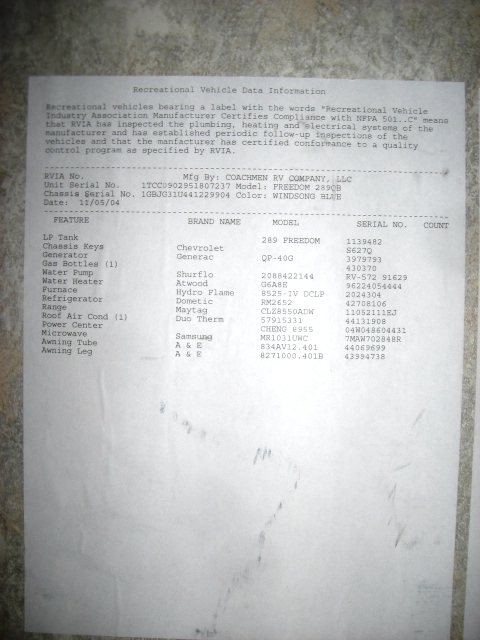 Recreational Vehicle Data Information
Recreational vehicles bearing a label with the words "Recreational Vehicle
Industry Association Manufacturer Certifies Compliance with NFPA 501..C" means
that RVIA has inspected the plumbing, heating and electrical systems of the
manufacturer and has established periodic follow-up inspections of the
vehicles and that the manfacturer has certified conformance to a quality
control program as specified by RVIA.
RVIA No. Mfg By: COACHMEN RV COMPANY, LLC
Unit Serial No. 1TCCU902951807237 Model: FREEDOM 289QB
Chassis Serial No. 1GBJG31U441229904 Color: WINDSONG BLUE
Date: 11/05/04
FEATURE BRAND NAME MODEL SERIAL NO. COUNT
LP Tank 289 FREEDOM 1139482
Chassis Keys Chevrolet S627Q
Generator Generac QP-40G 3979793
Gas Bottles (1) 430370
Water Pump Shurflo 2088422144 RV-572 91629
Water Heater Atwood G6A8E 96224054444
Furnace Hydro Flame 8525-IV DCLP 2024304
Refrigerator Dometic RM2652 42708106
Range Maytag CLZ8550ADW 11052111EJ
Roof Air Cond (1) Duo Therm 57915331 44131908
Power Center CHENG 8955 04W048604431
Microwave Samsung MR1031UWC 7MAW702848R
Awning Tube A & E 834AV12.401 44069699
Awning Leg A & E 8271000.401B 43994738